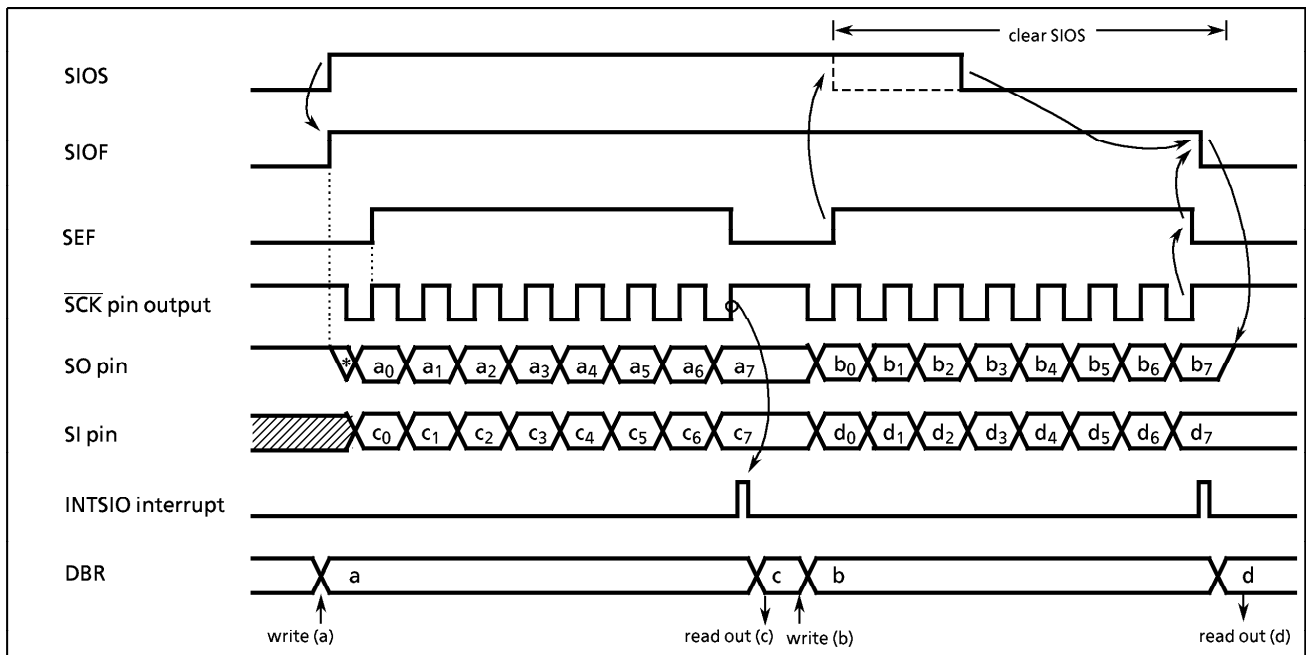 clear SIOS
SIOS
SIOF
SEF
SCK pin output
SO pin * a0 a1 a2 a3 a4 a5 a6 a7 b0 b1 b2 b3 b4 b5 b6 b7
SI pin c0 c1 c2 c3 c4 c5 c6 c7 d0 d1 d2 d3 d4 d5 d6 d7
INTSIO interrupt
DBR a c b d
write (a) read out (c) write (b) read out (d)